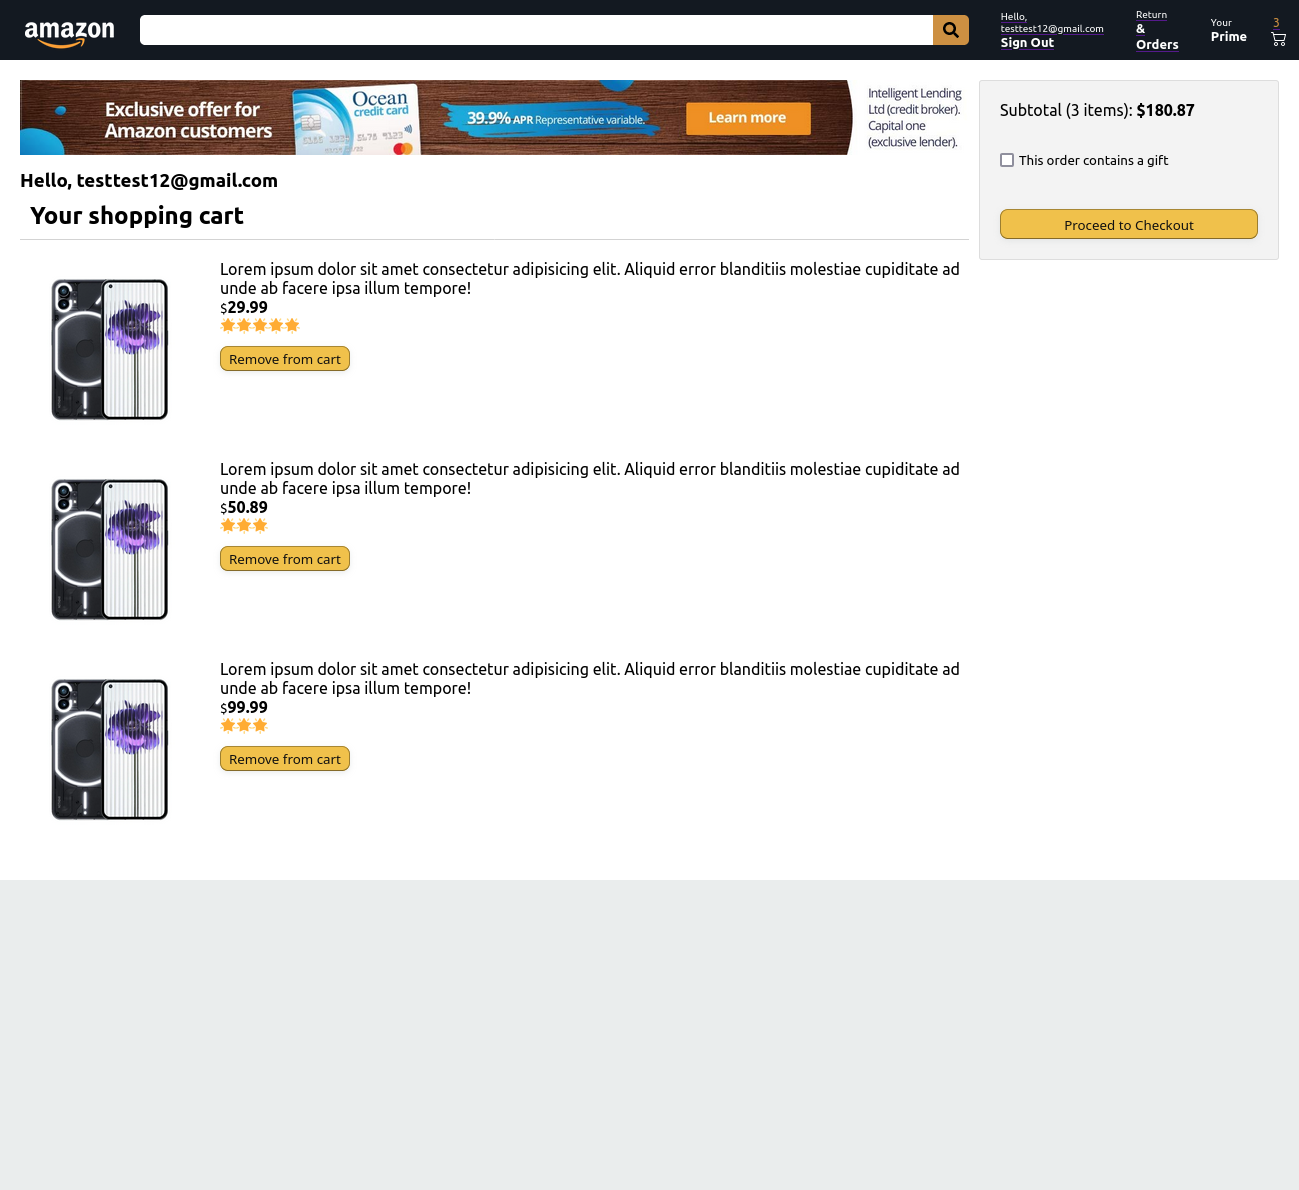 amazon
Hello,
testtest12@gmail.com
Sign Out
Return
&
Orders
Your
Prime
3
Exclusive offer for
Amazon customers
Ocean
credit card
39.9% APR Representative variable.
Learn more
Intelligent Lending
Ltd (credit broker).
Capital one
(exclusive lender).
Subtotal (3 items): $180.87
This order contains a gift
Proceed to Checkout
Hello, testtest12@gmail.com
Your shopping cart
Lorem ipsum dolor sit amet consectetur adipisicing elit. Aliquid error blanditiis molestiae cupiditate ad
unde ab facere ipsa illum tempore!
$29.99
Remove from cart
Lorem ipsum dolor sit amet consectetur adipisicing elit. Aliquid error blanditiis molestiae cupiditate ad
unde ab facere ipsa illum tempore!
$50.89
Remove from cart
Lorem ipsum dolor sit amet consectetur adipisicing elit. Aliquid error blanditiis molestiae cupiditate ad
unde ab facere ipsa illum tempore!
$99.99
Remove from cart